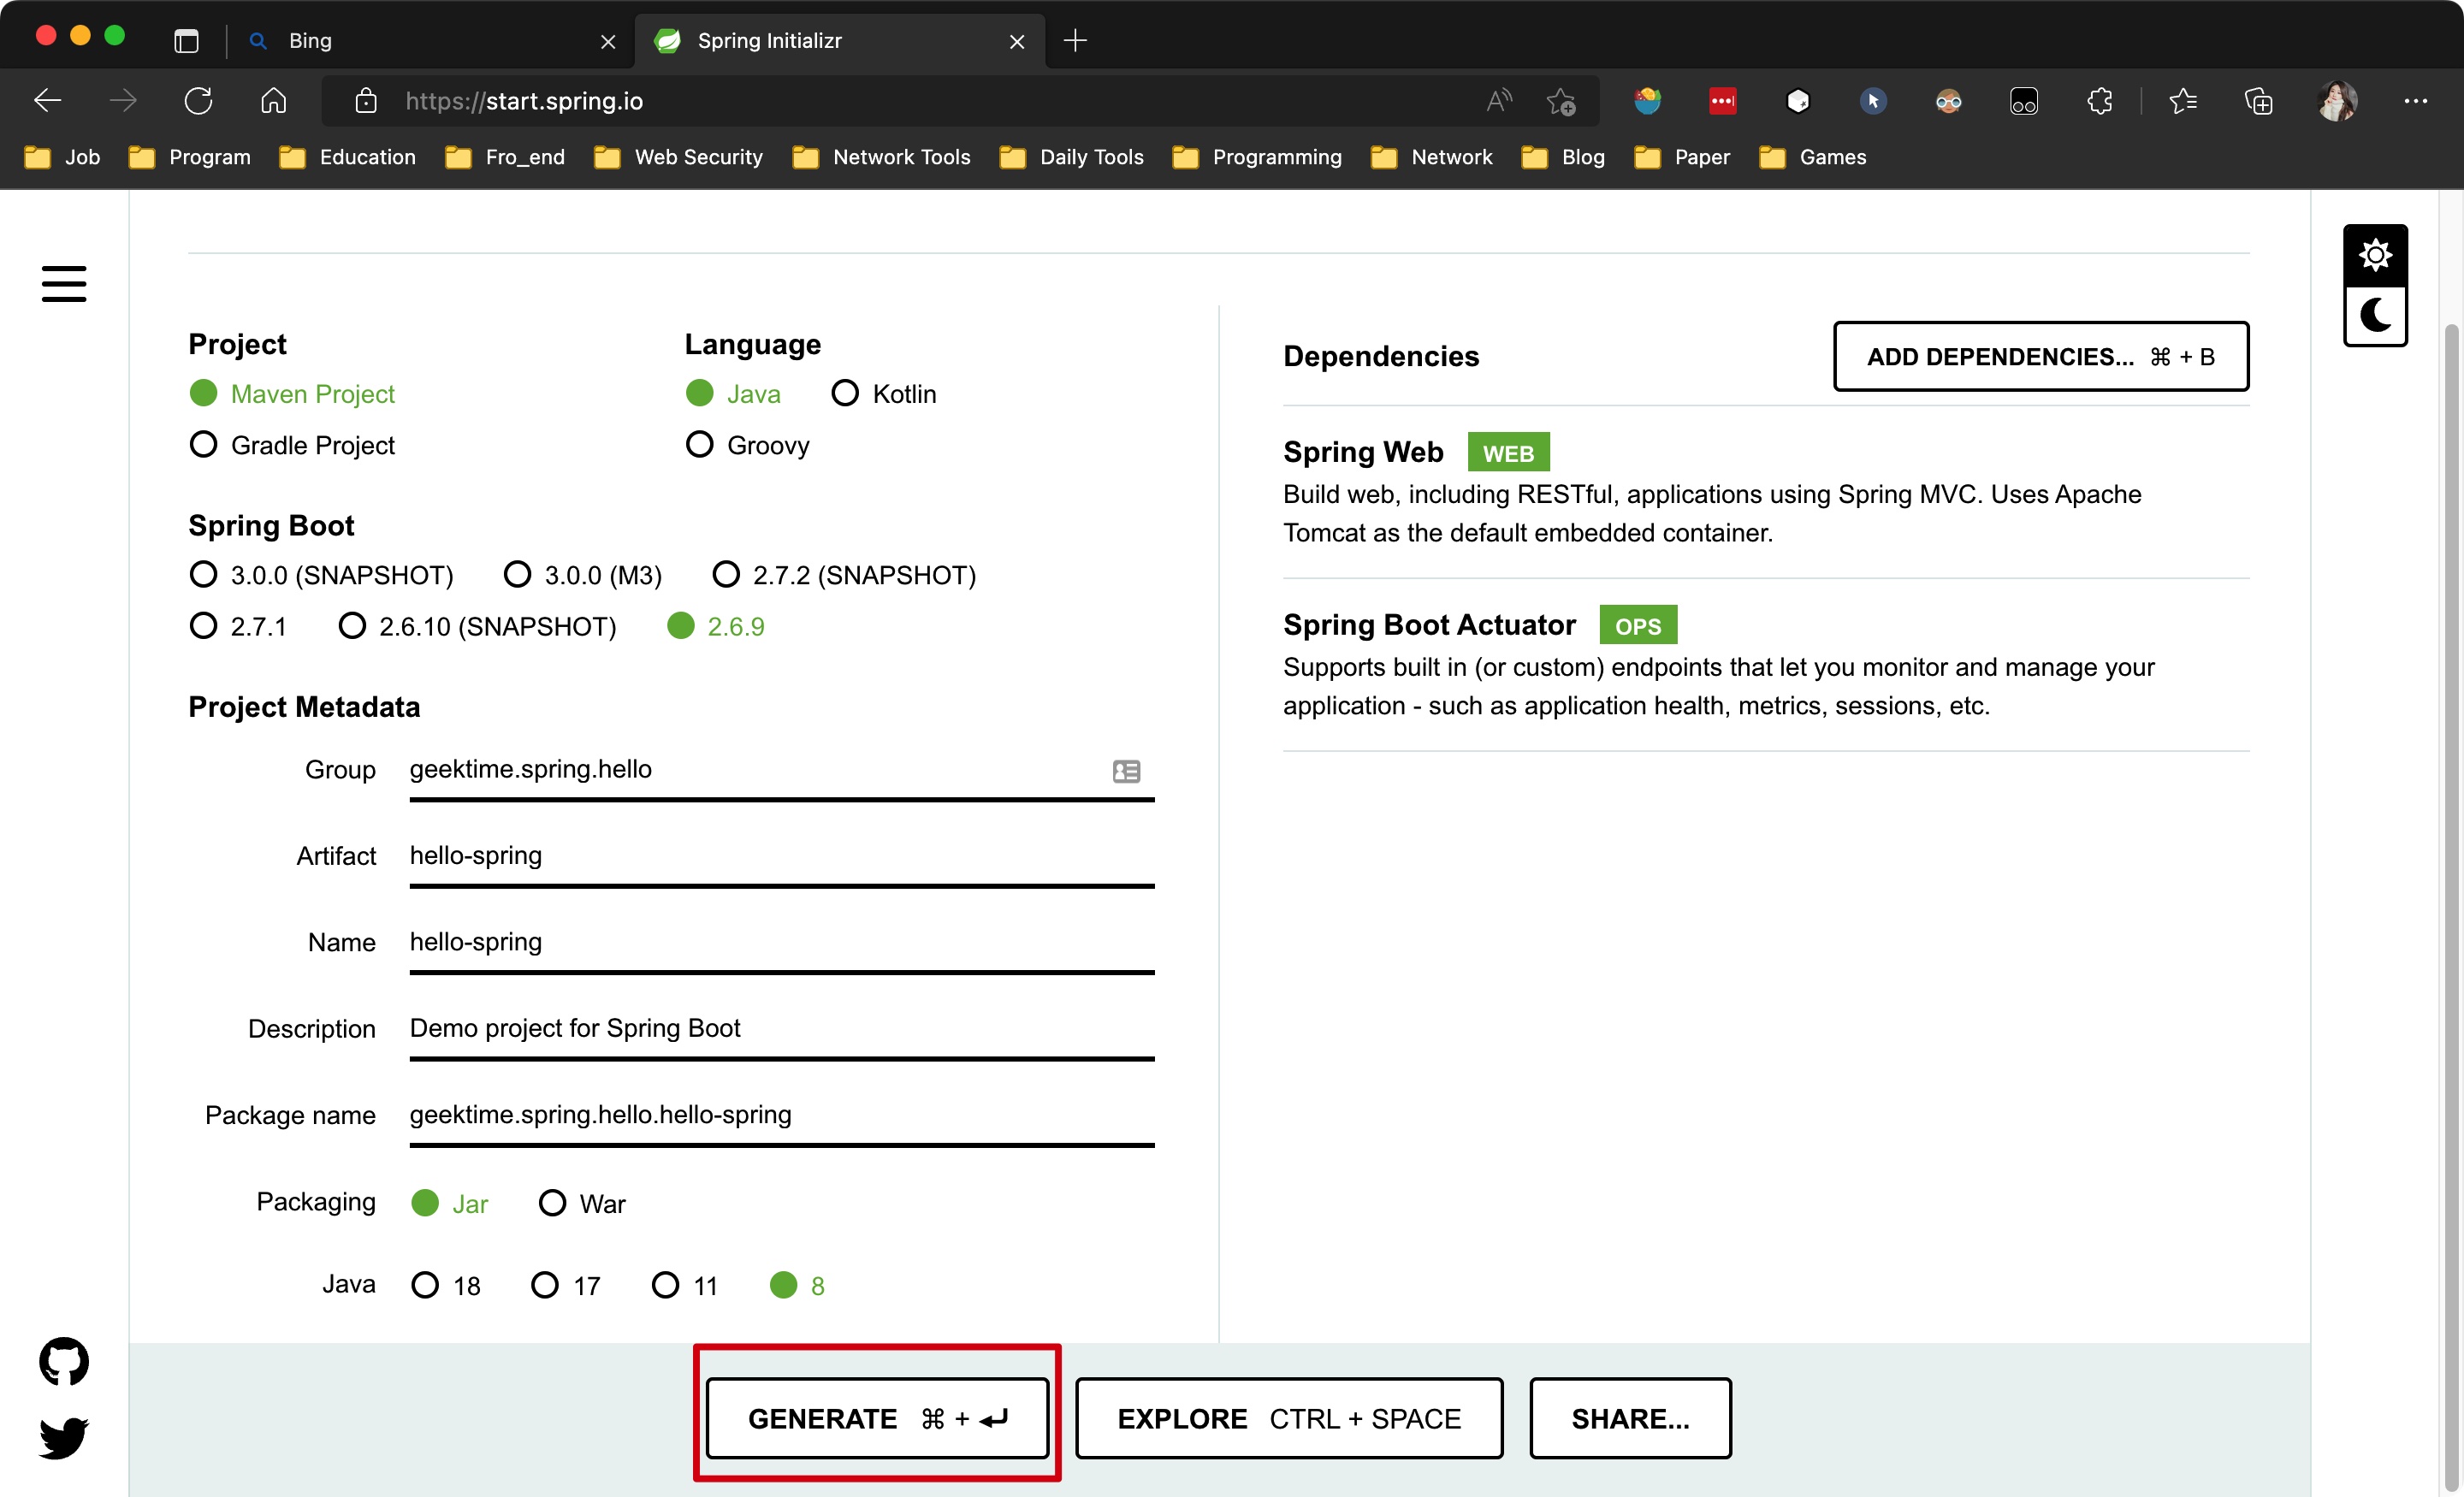 Bing
Spring Initializr
https://start.spring.io
Job Program Education Fro_end Web Security Network Tools Daily Tools Programming Network Blog Paper Games
Project
Maven Project
Gradle Project
Language
Java Kotlin
Groovy
Spring Boot
3.0.0 (SNAPSHOT) 3.0.0 (M3) 2.7.2 (SNAPSHOT)
2.7.1 2.6.10 (SNAPSHOT) 2.6.9
Project Metadata
Group geektime.spring.hello
Artifact hello-spring
Name hello-spring
Description Demo project for Spring Boot
Package name geektime.spring.hello.hello-spring
Packaging Jar War
Java 18 17 11 8
Dependencies
ADD DEPENDENCIES... ⌘ + B
Spring Web WEB
Build web, including RESTful, applications using Spring MVC. Uses Apache
Tomcat as the default embedded container.
Spring Boot Actuator OPS
Supports built in (or custom) endpoints that let you monitor and manage your
application - such as application health, metrics, sessions, etc.
GENERATE ⌘ + ⏎
EXPLORE CTRL + SPACE
SHARE...